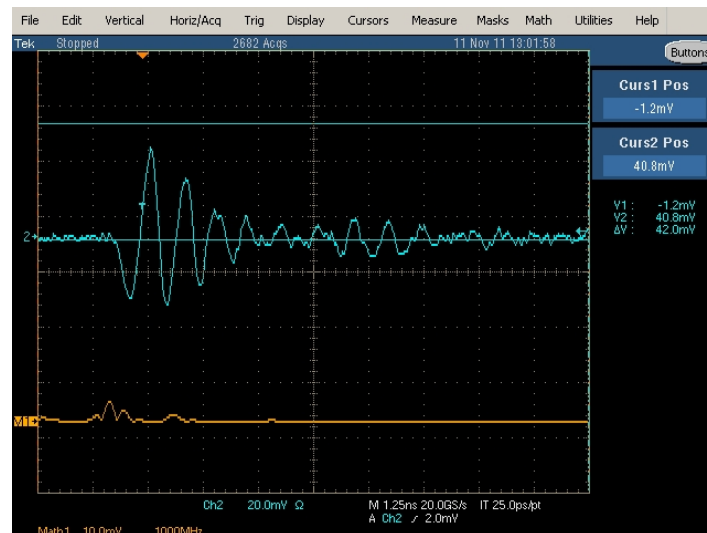 File Edit Vertical Horiz/Acq Trig Display Cursors Measure Masks Math Utilities Help
Tek Stopped 2682 Acqs 11 Nov 11 13:01:58
Buttons
Curs1 Pos
-1.2mV
Curs2 Pos
40.8mV
V1 : -1.2mV
V2 : 40.8mV
ΔV : 42.0mV
2
M1
Ch2 20.0mV Ω M 1.25ns 20.0GS/s IT 25.0ps/pt
A Ch2 / 2.0mV
Math1 10.0mV 1000MHz